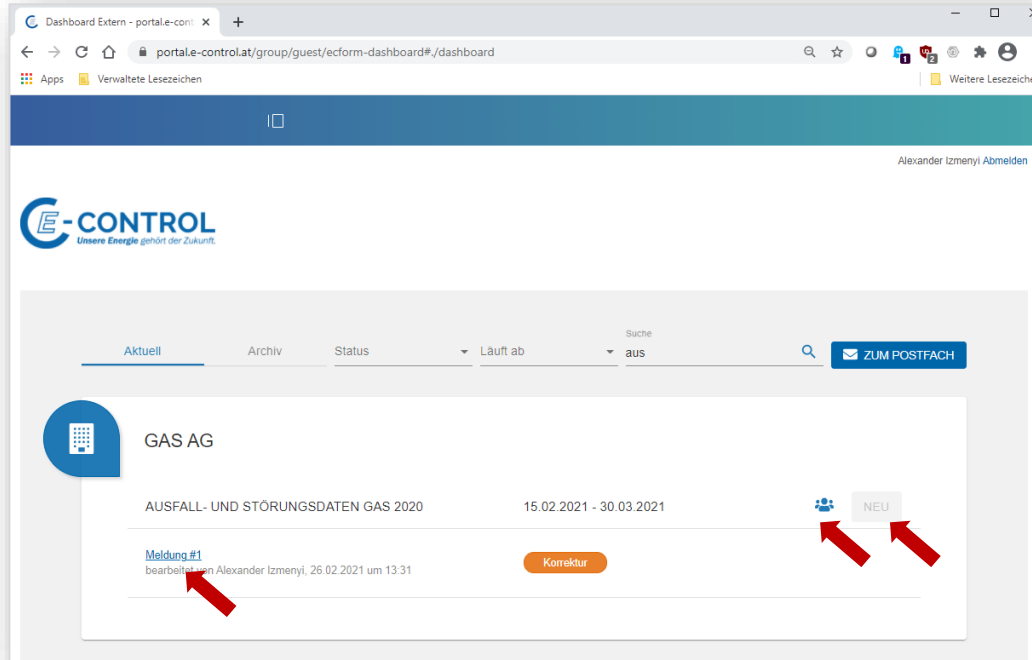 Dashboard Extern - portal.e-cont
portal.e-control.at/group/guest/ecform-dashboard#./dashboard
1
2
Apps
Verwaltete Lesezeichen
Weitere Lesezeiche
Alexander Izmenyi Abmelden
E-CONTROL
Unsere Energie gehört der Zukunft.
Suche
Aktuell Archiv Status Läuft ab aus ZUM POSTFACH
GAS AG
AUSFALL- UND STÖRUNGSDATEN GAS 2020 15.02.2021 - 30.03.2021 NEU
Meldung #1 Korrektur
bearbeitet von Alexander Izmenyi, 26.02.2021 um 13:31